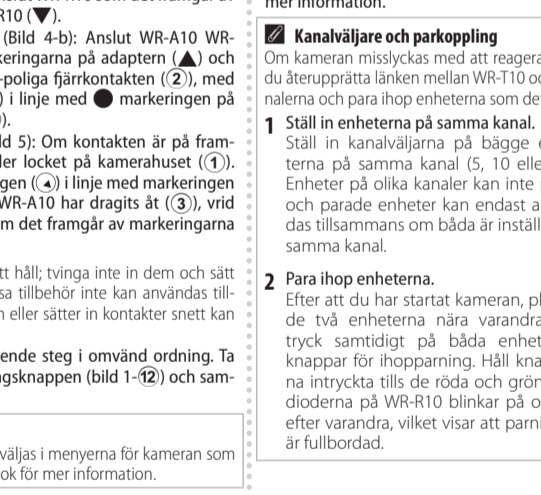 R10 (▼).
(Bild 4-b): Anslut WR-A10 WR-
keringarna på adaptern (▲) och
-poliga fjärrkontakten (②), med
) i linje med ● markeringen på
).
ld 5): Om kontakten är på fram-
ler locket på kamerahuset (①).
gen (◀) i linje med markeringen
WR-A10 har dragits åt (③), vrid
m det framgår av markeringarna
tt håll; tvinga inte in dem och sätt
sa tillbehör inte kan användas till-
n eller sätter in kontakter snett kan
ende steg i omvänd ordning. Ta
gsknappen (bild 1-⑫) och sam-
väljas i menyerna för kameran som
ok för mer information.
mer information.
Kanalväljare och parkoppling
Om kameran misslyckas med att reagera
du återupprätta länken mellan WR-T10 oc
nalerna och para ihop enheterna som de
1 Ställ in enheterna på samma kanal.
Ställ in kanalväljarna på bägge e
terna på samma kanal (5, 10 elle
Enheter på olika kanaler kan inte
och parade enheter kan endast a
das tillsammans om båda är inställ
samma kanal.
2 Para ihop enheterna.
Efter att du har startat kameran, pl
de två enheterna nära varandra
tryck samtidigt på båda enhet
knappar för ihopparning. Håll kna
na intryckta tills de röda och grön
dioderna på WR-R10 blinkar på o
efter varandra, vilket visar att parni
är fullbordad.